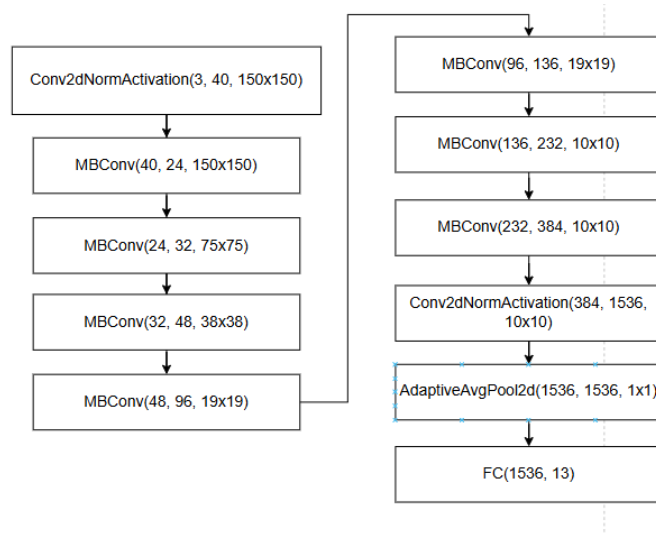 Conv2dNormActivation(3, 40, 150x150)
MBConv(40, 24, 150x150)
MBConv(24, 32, 75x75)
MBConv(32, 48, 38x38)
MBConv(48, 96, 19x19)
MBConv(96, 136, 19x19)
MBConv(136, 232, 10x10)
MBConv(232, 384, 10x10)
Conv2dNormActivation(384, 1536,
10x10)
AdaptiveAvgPool2d(1536, 1536, 1x1)
FC(1536, 13)